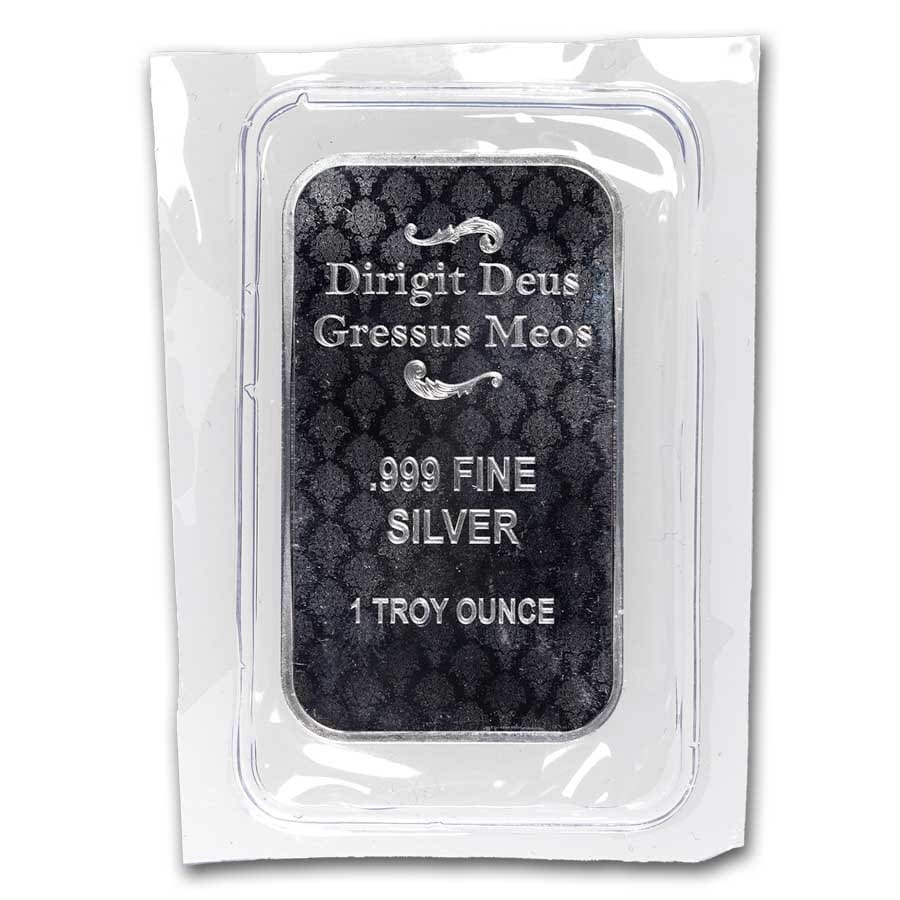 Dirigit Deus
Gressus Meos
.999 FINE
SILVER
1 TROY OUNCE